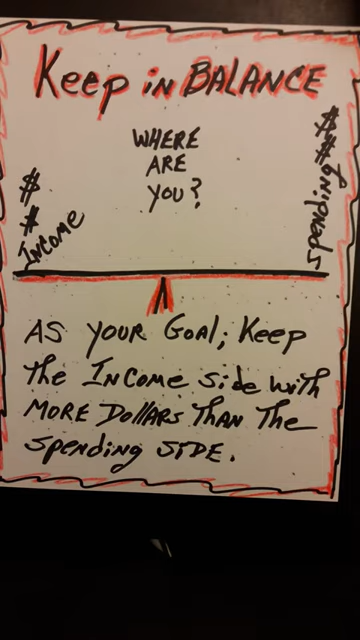 Keep in BALANCE
WHERE
ARE
YOU?
$
$
INCOME
$
$
$
spending
AS YOUR GOAL; KEEP
The INCOME Side with
MORE DOllARS THAN The
spending SIDE.